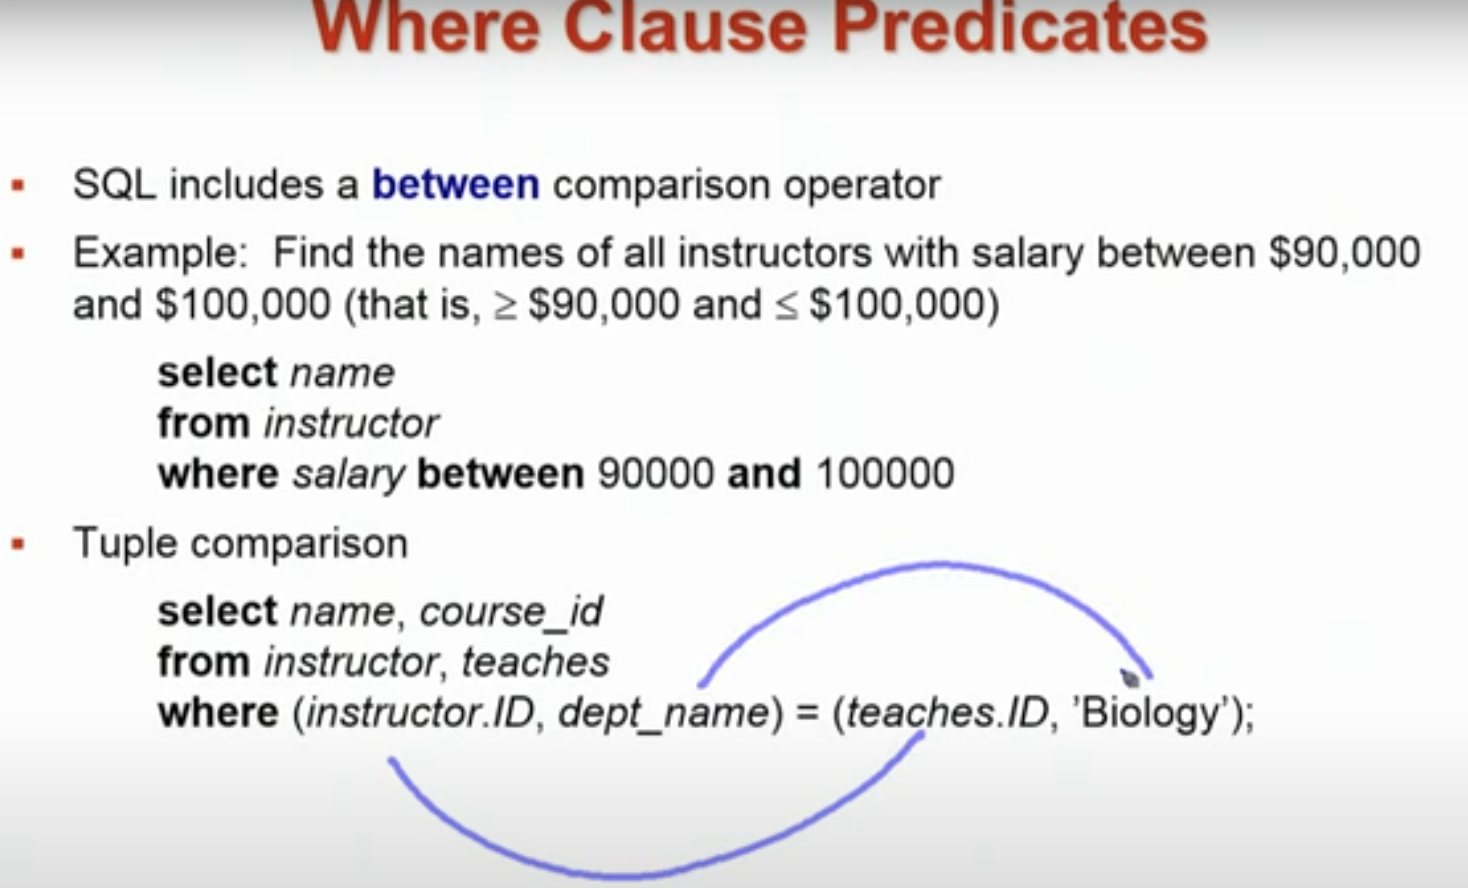 Where Clause Predicates
▪ SQL includes a between comparison operator
▪ Example: Find the names of all instructors with salary between $90,000
and $100,000 (that is, ≥ $90,000 and ≤ $100,000)
select name
from instructor
where salary between 90000 and 100000
▪ Tuple comparison
select name, course_id
from instructor, teaches
where (instructor.ID, dept_name) = (teaches.ID, ’Biology’);